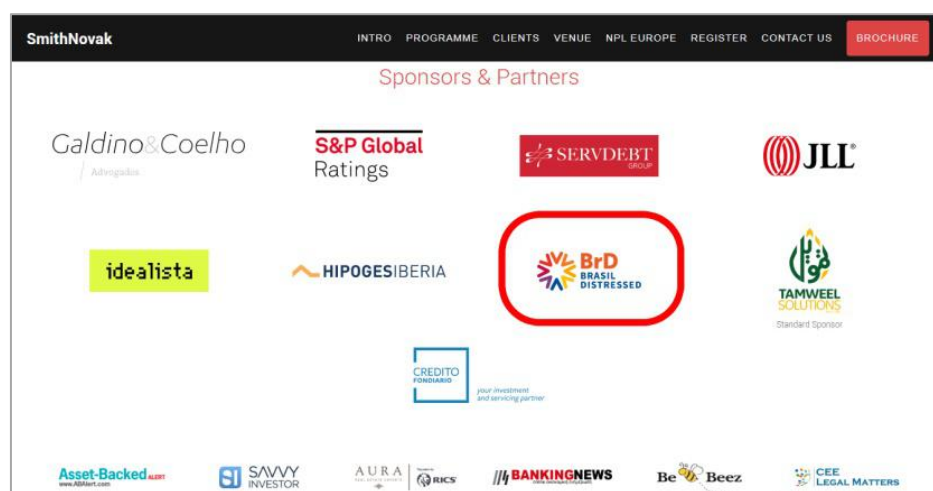 SmithNovak
INTRO PROGRAMME CLIENTS VENUE NPL EUROPE REGISTER CONTACT US BROCHURE
Sponsors & Partners
Galdino&Coelho
Advogados
S&P Global
Ratings
SERVDEBT
GROUP
JLL
idealista
HIPOGESIBERIA
BrD
BRASIL
DISTRESSED
تمويل
TAMWEEL
SOLUTIONS
Standard Sponsor
CREDITO
FONDIARIO
your investment
and servicing partner
Asset-Backed ALERT
www.ABAlert.com
SI SAVVY
INVESTOR
AURA
RICS
BANKINGNEWS
Be Beez
CEE
LEGAL MATTERS